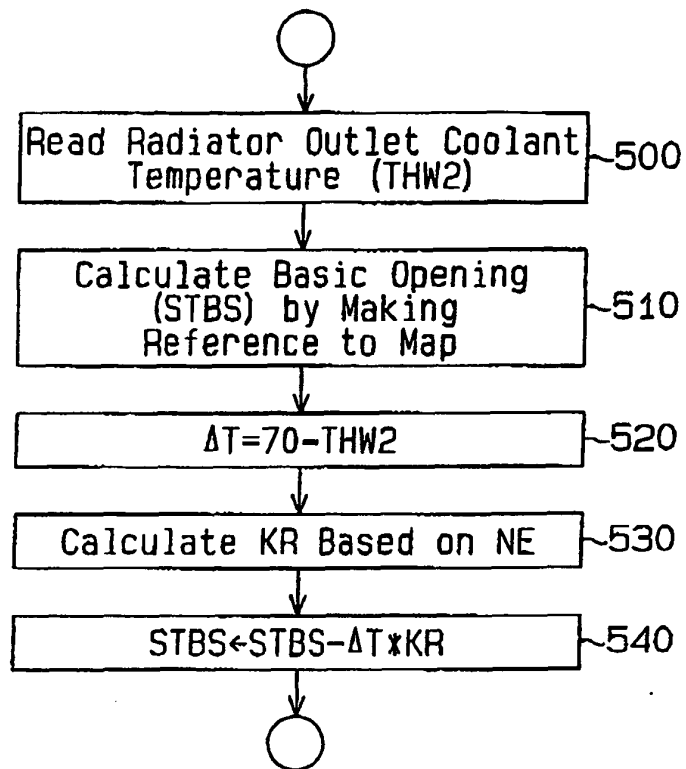 Read Radiator Outlet Coolant
Temperature (THW2)
500
Calculate Basic Opening
(STBS) by Making
Reference to Map
510
ΔT=70-THW2
520
Calculate KR Based on NE
530
STBS←STBS-ΔT*KR
540